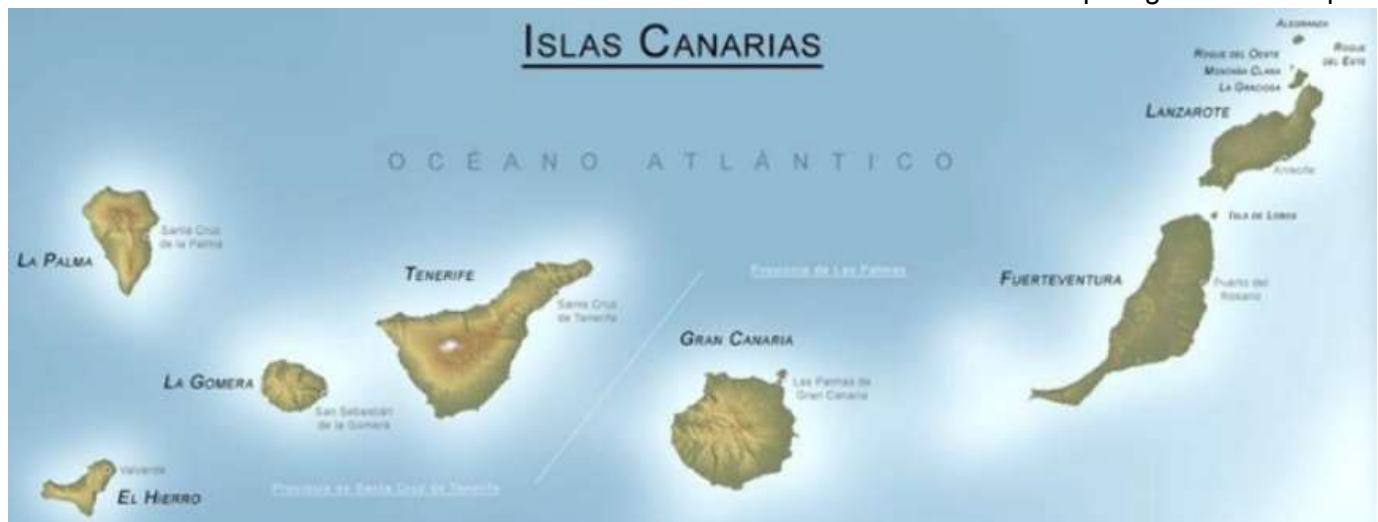 ISLAS CANARIAS
ALEGRANZA
ROQUE DEL OESTE
ROQUE
DEL ESTE
MONTAÑA CLARA
LA GRACIOSA
LANZAROTE
OCÉANO ATLÁNTICO
Arrecife
ISLA DE LOBOS
Santa Cruz
de la Palma
LA PALMA
TENERIFE
Provincia de Las Palmas
FUERTEVENTURA
Puerto del
Rosario
Santa Cruz
de Tenerife
GRAN CANARIA
LA GOMERA
Las Palmas de
Gran Canaria
San Sebastián
de la Gomera
Valverde
EL HIERRO
Provincia de Santa Cruz de Tenerife